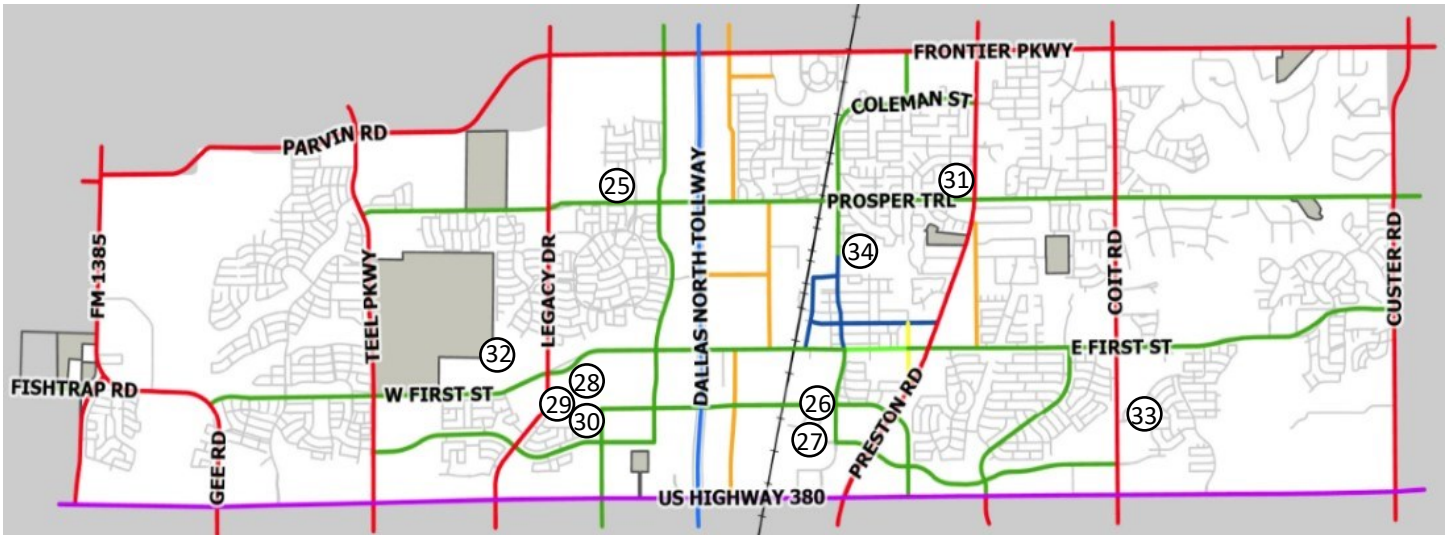 FRONTIER PKWY
COLEMAN ST
PARVIN RD
25
31
PROSPER TRL
DALLAS NORTH TOLLWAY
34
FM 1385
TEEL PKWY
LEGACY DR
COIT RD
CUSTER RD
E FIRST ST
32
FISHTRAP RD
W FIRST ST
28
29
30
26
27
PRESTON RD
33
GEE RD
US HIGHWAY 380